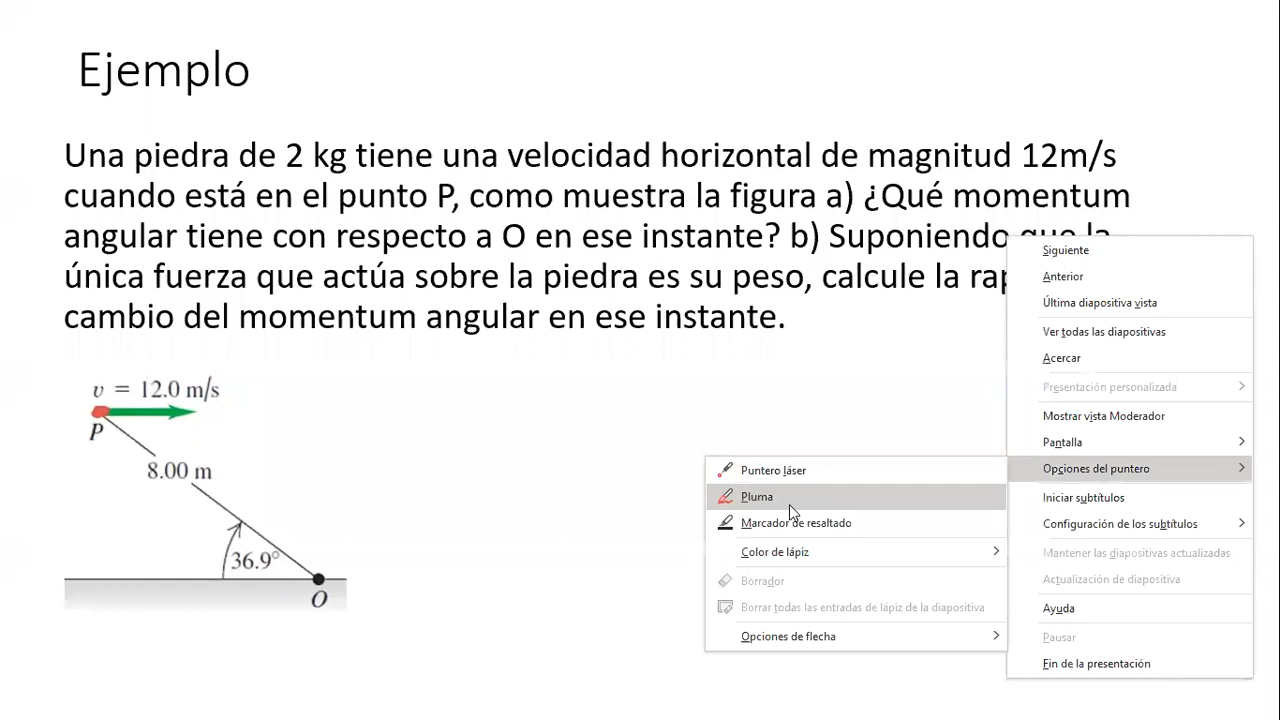 Ejemplo
Una piedra de 2 kg tiene una velocidad horizontal de magnitud 12m/s
cuando está en el punto P, como muestra la figura a) ¿Qué momentum
angular tiene con respecto a O en ese instante? b) Suponiendo que la
única fuerza que actúa sobre la piedra es su peso, calcule la
cambio del momentum angular en ese instante.
v = 12.0 m/s
P
8.00 m
36.9°
O
Puntero láser
Pluma
Marcador de resaltado
Color de lápiz
Borrador
Borrar todas las entradas de lápiz de la diapositiva
Opciones de flecha
Siguiente
Anterior
Última diapositiva vista
Ver todas las diapositivas
Acercar
Presentación personalizada
Mostrar vista Moderador
Pantalla
Opciones del puntero
Iniciar subtítulos
Configuración de los subtítulos
Mantener las diapositivas actualizadas
Actualización de diapositiva
Ayuda
Pausar
Fin de la presentación